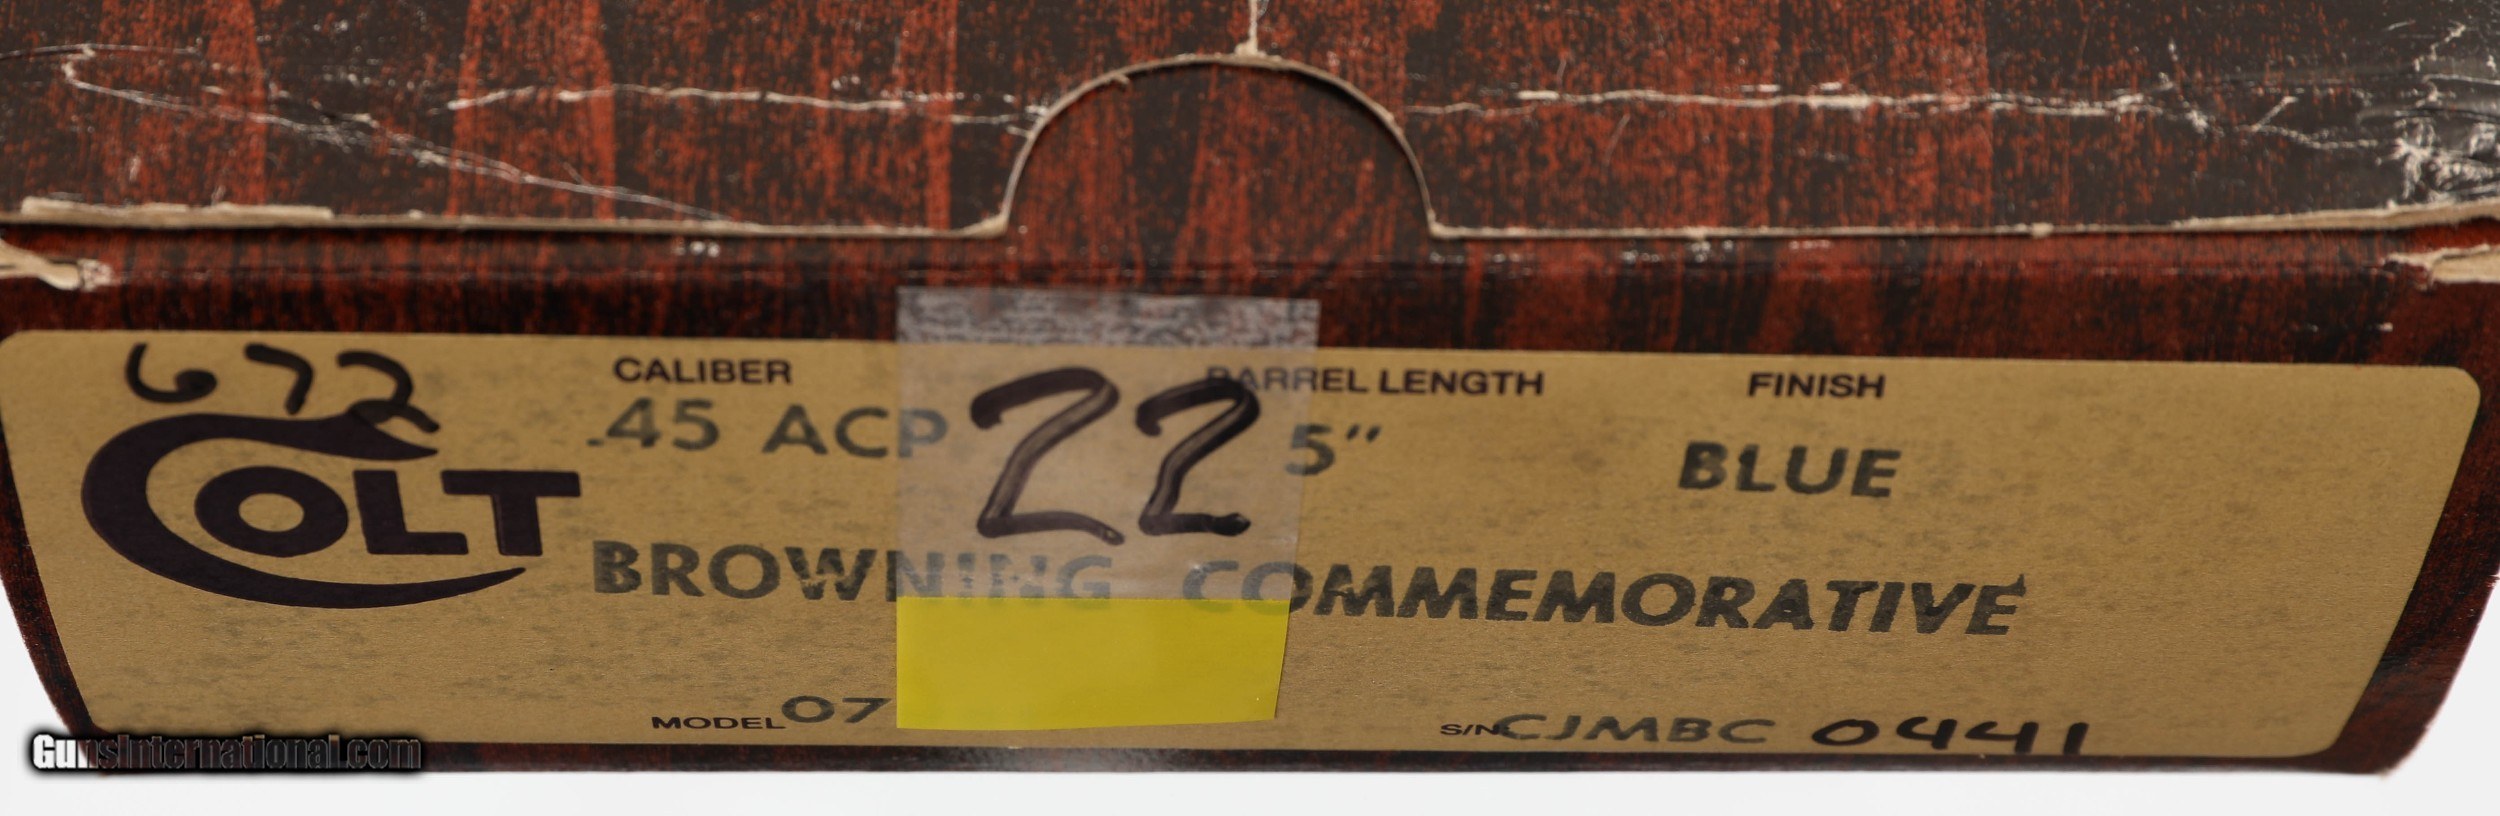 672
COLT
CALIBER BARREL LENGTH FINISH
.45 ACP 22 5" BLUE
BROWNING COMMEMORATIVE
MODEL 07 S/N CJMBC 0441
GunsInternational.com